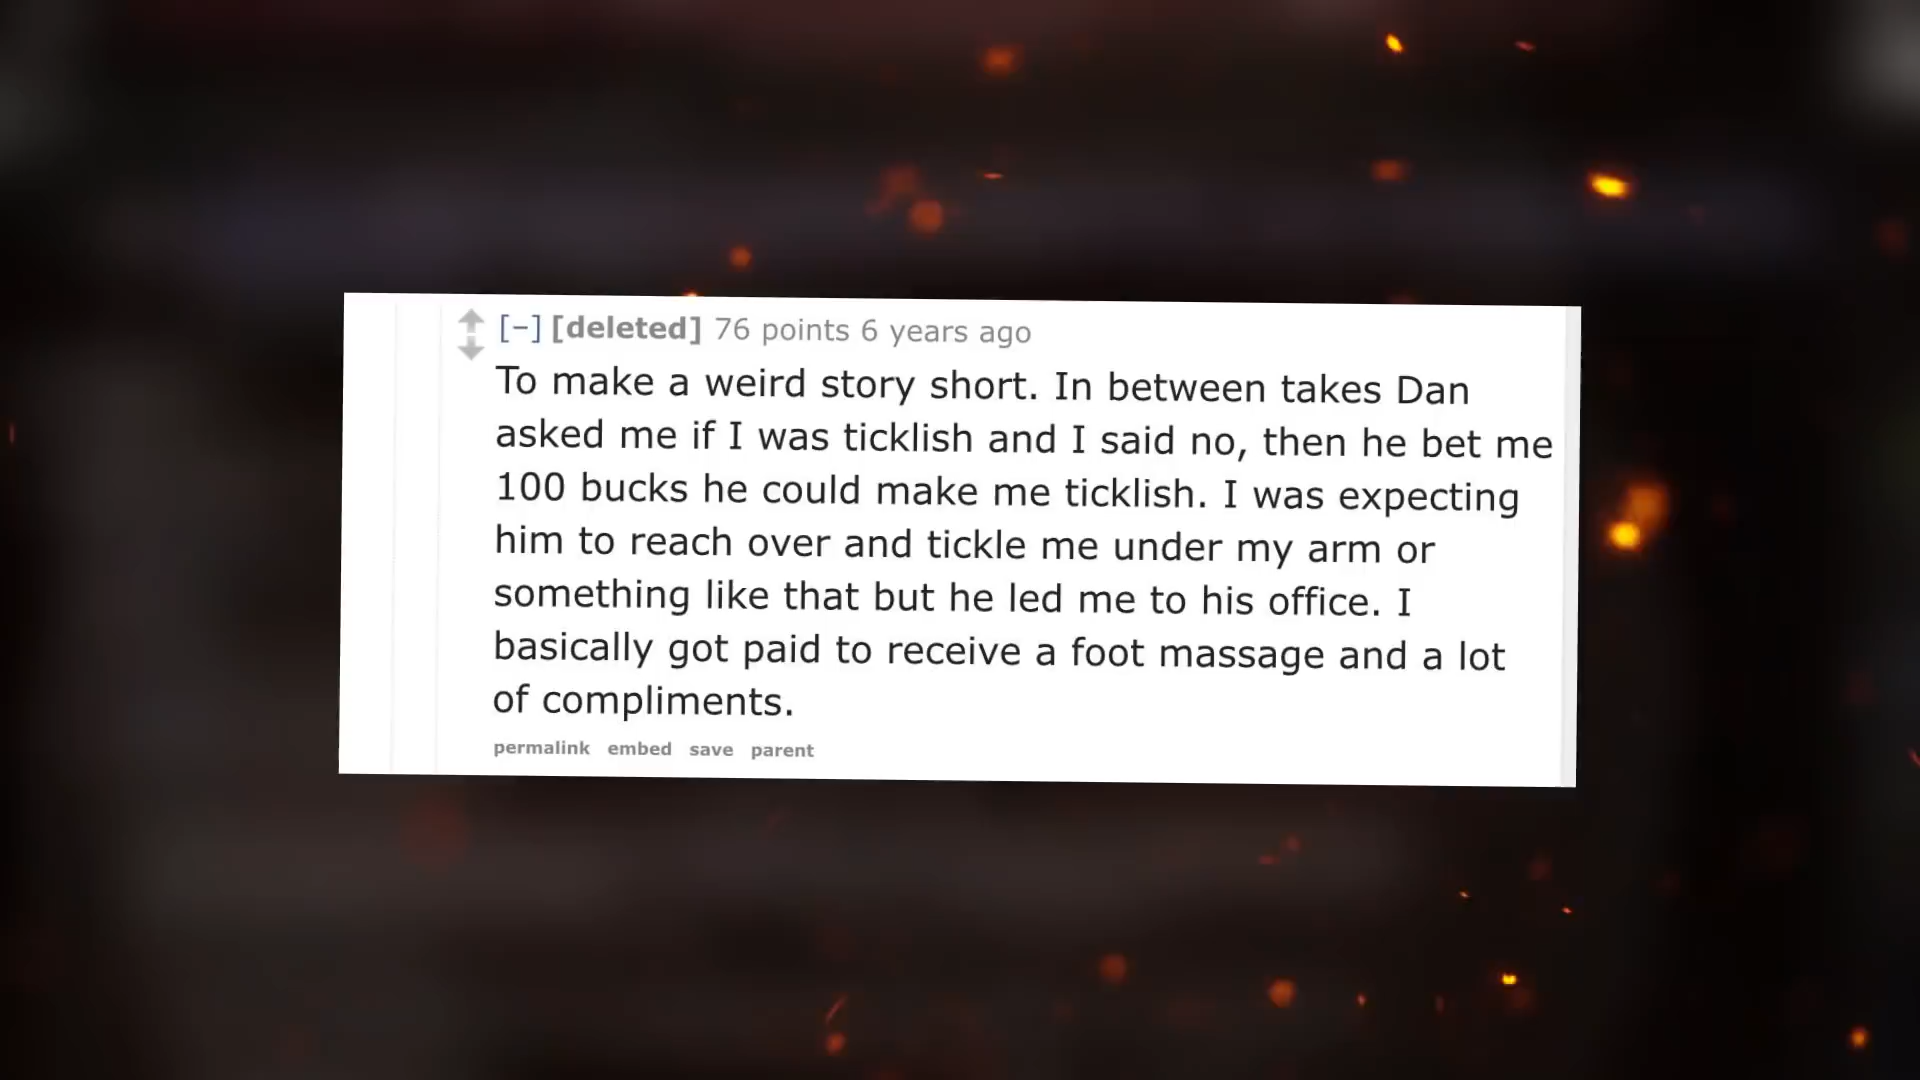 [−] [deleted] 76 points 6 years ago
To make a weird story short. In between takes Dan
asked me if I was ticklish and I said no, then he bet me
100 bucks he could make me ticklish. I was expecting
him to reach over and tickle me under my arm or
something like that but he led me to his office. I
basically got paid to receive a foot massage and a lot
of compliments.
permalink embed save parent